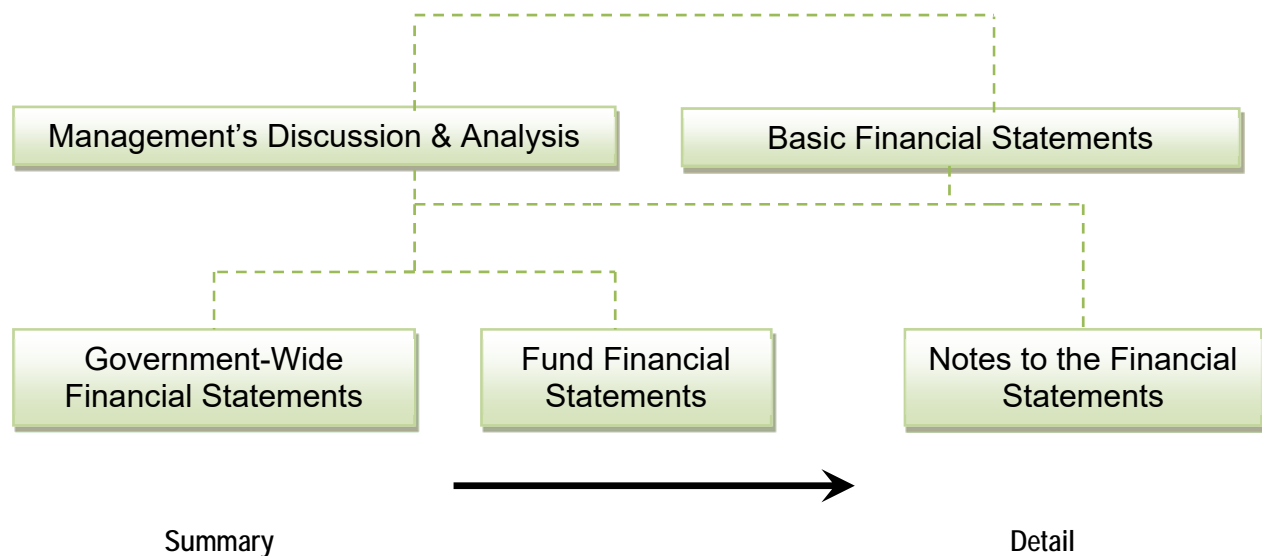 Management’s Discussion & Analysis
Basic Financial Statements
Government-Wide
Financial Statements
Fund Financial
Statements
Notes to the Financial
Statements
Summary
Detail